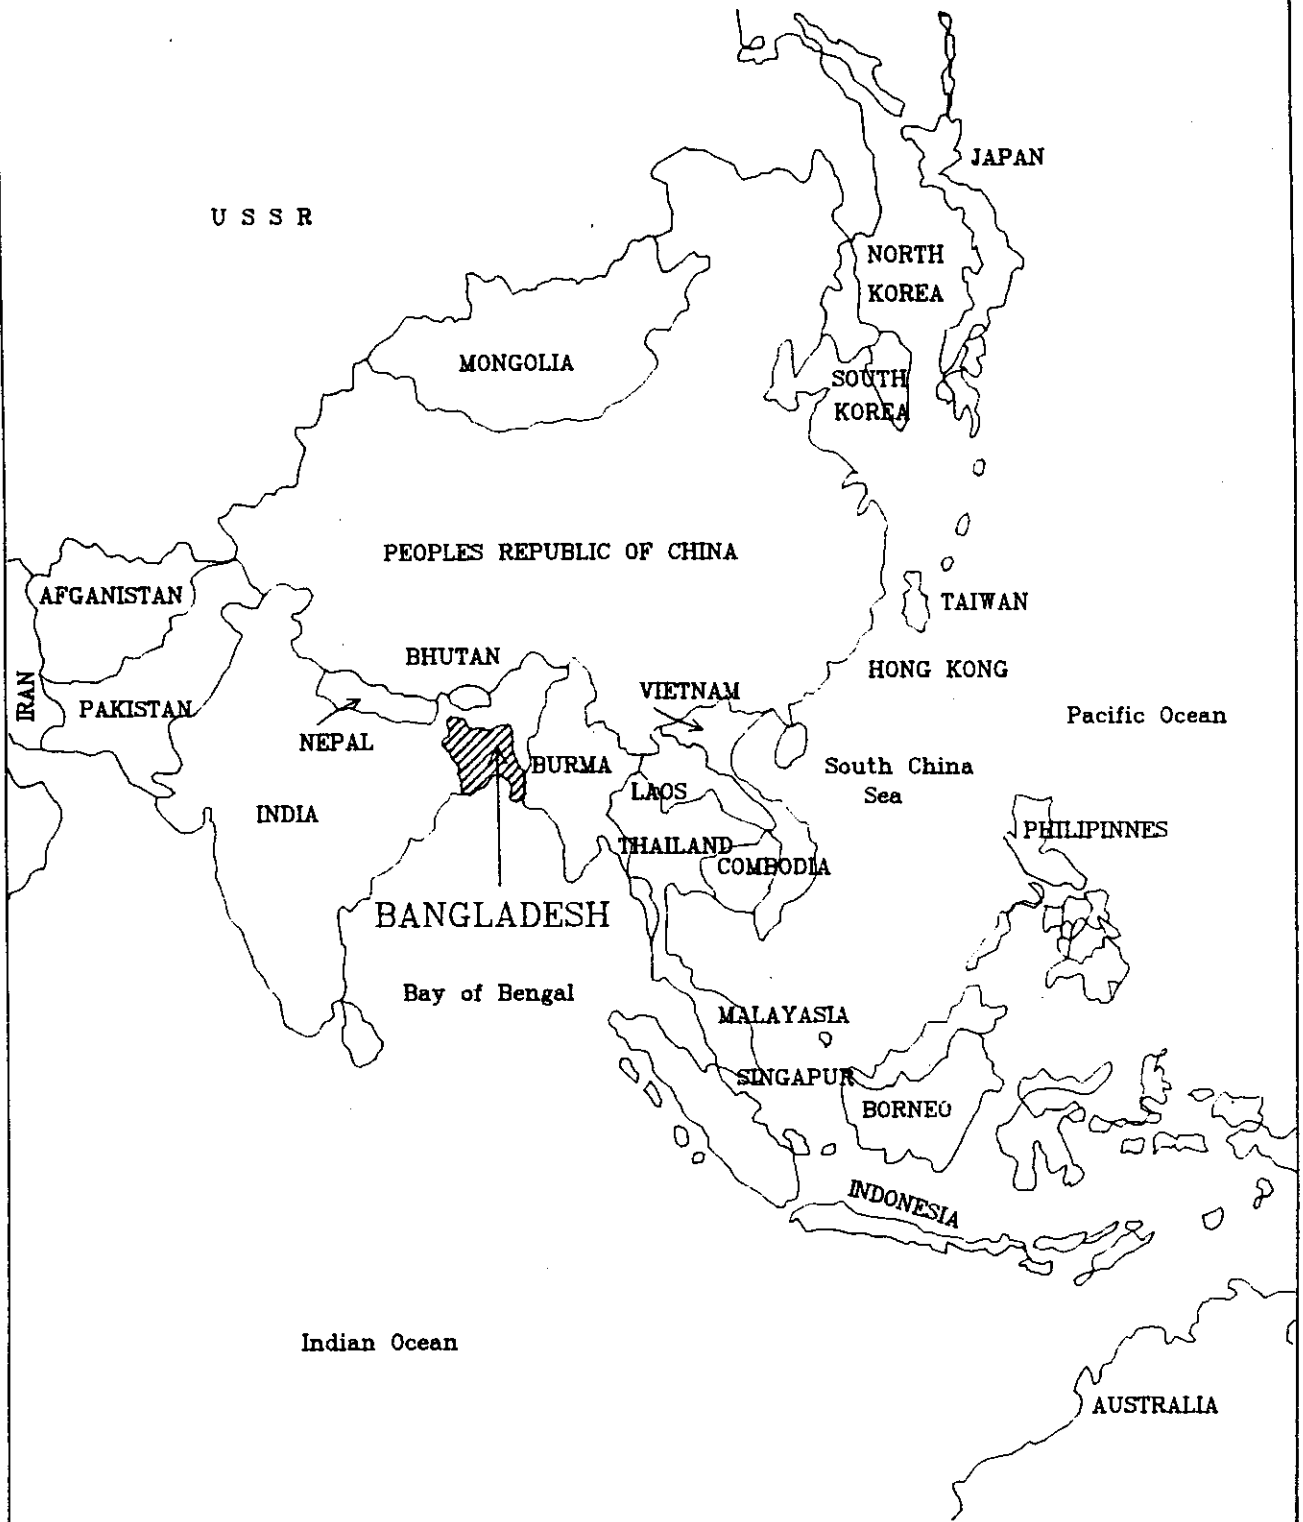 JAPAN
U S S R
NORTH
KOREA
MONGOLIA
SOUTH
KOREA
PEOPLES REPUBLIC OF CHINA
AFGANISTAN
TAIWAN
BHUTAN
HONG KONG
IRAN
VIETNAM
PAKISTAN
Pacific Ocean
NEPAL
BURMA
South China
Sea
LAOS
INDIA
PHILIPINNES
THAILAND
COMBODIA
BANGLADESH
Bay of Bengal
MALAYASIA
SINGAPUR
BORNEO
INDONESIA
Indian Ocean
AUSTRALIA